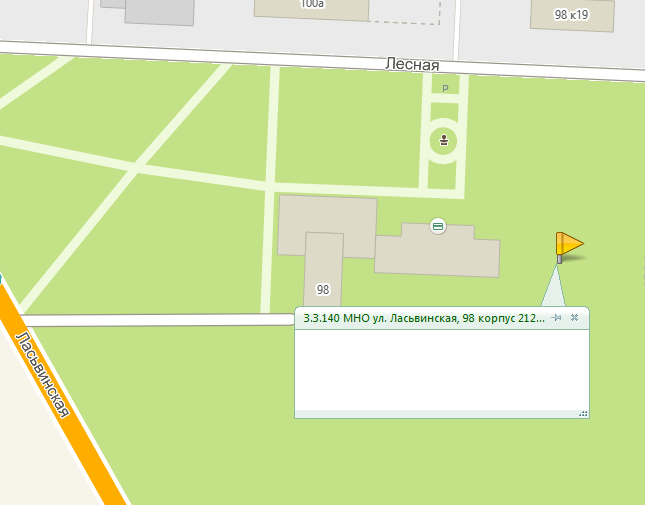 100а
98 к19
Лесная
P
98
3.3.140 МНО ул. Ласьвинская, 98 корпус 212...
Ласьвинская